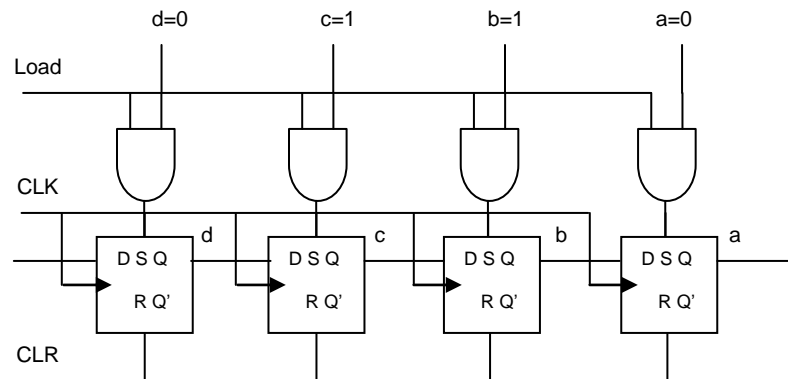 d=0 c=1 b=1 a=0
Load
CLK
d c b a
D S Q D S Q D S Q D S Q
R Q' R Q' R Q' R Q'
CLR